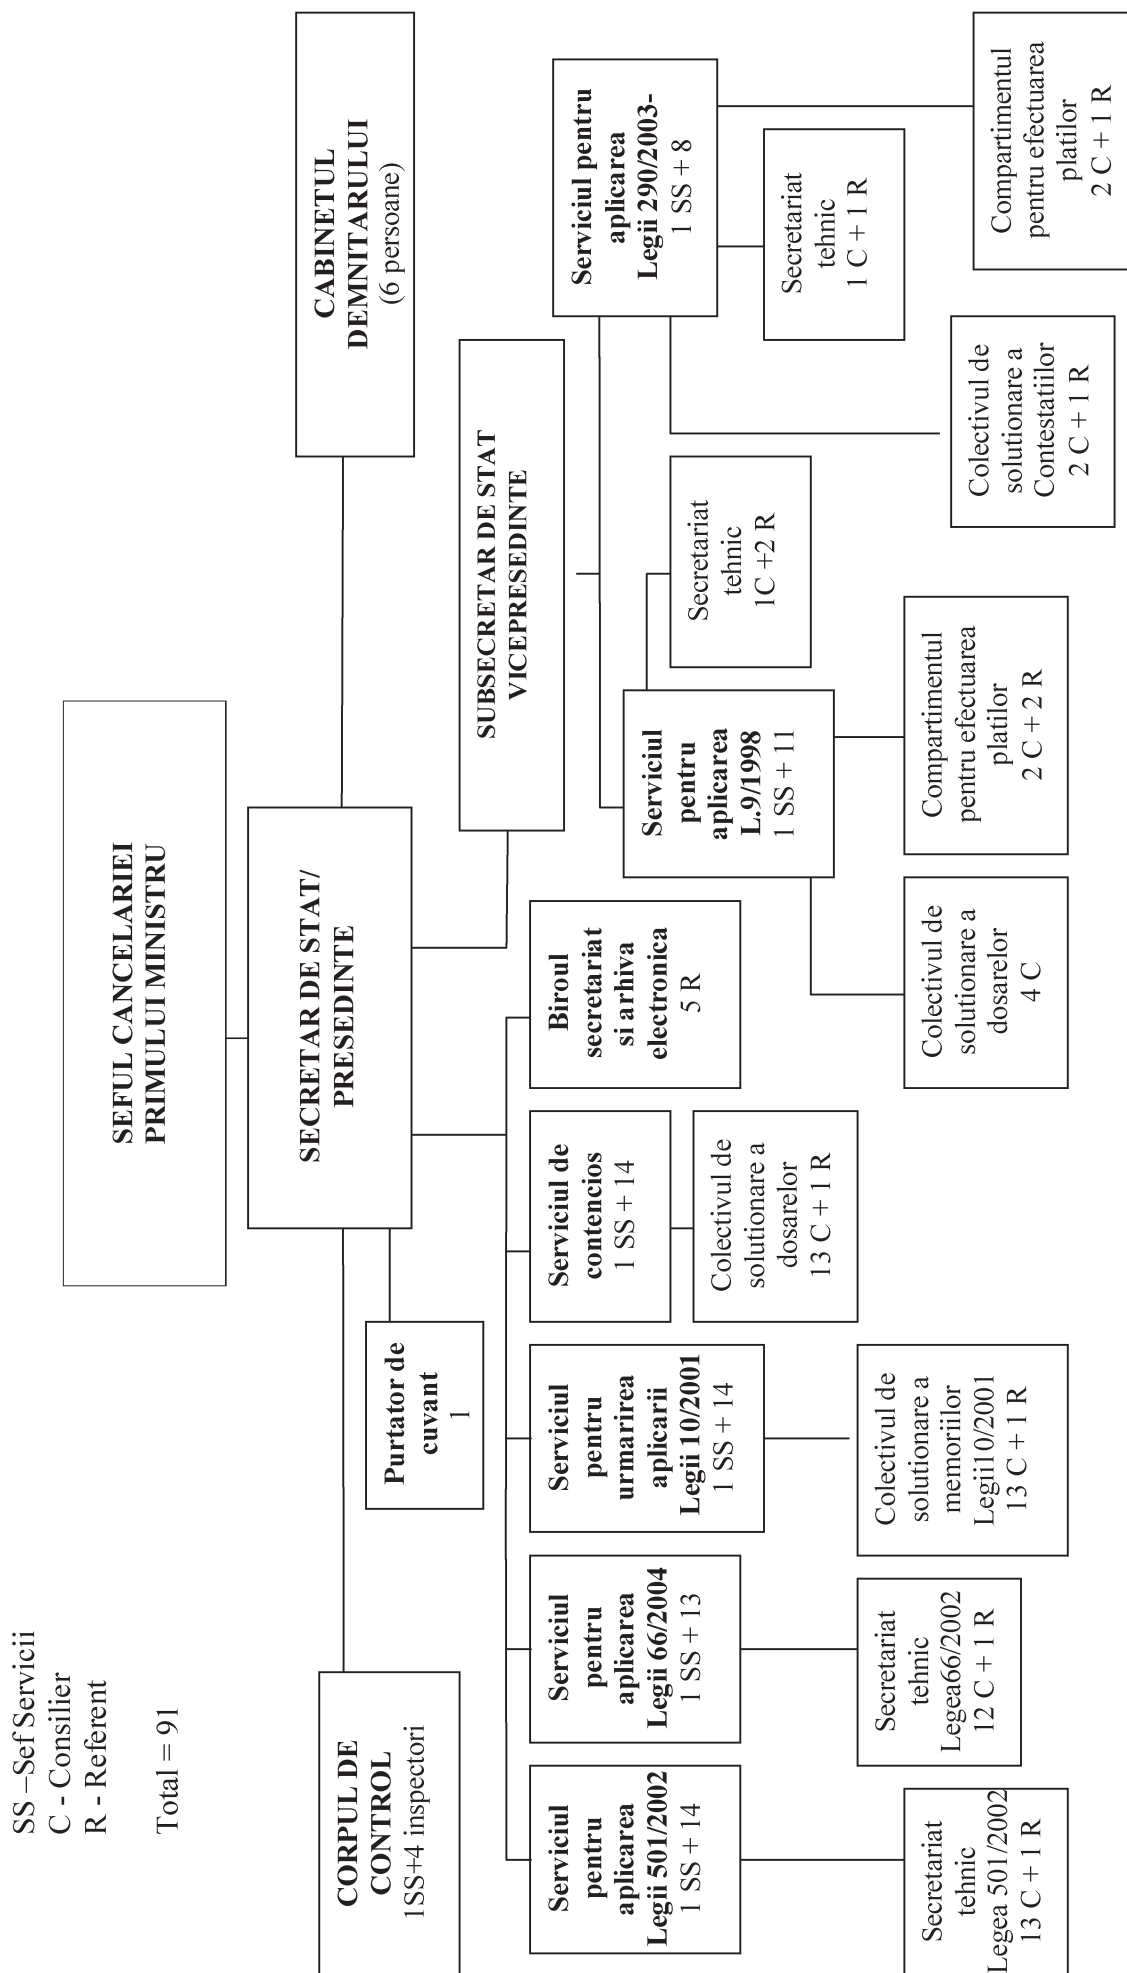 SS –Sef Servicii
C - Consilier
R - Referent
Total = 91
SEFUL CANCELARIEI
PRIMULUI MINISTRU
SECRETAR DE STAT/
PRESEDINTE
CABINETUL
DEMNITARULUI
(6 persoane)
CORPUL DE
CONTROL
1SS+4 inspectori
Purtator de
cuvant
1
SUBSECRETAR DE STAT
VICEPRESEDINTE
Serviciul
pentru
aplicarea
Legii 501/2002
1 SS + 14
Serviciul
pentru
aplicarea
Legii 66/2004
1 SS + 13
Serviciul
pentru
urmarirea
aplicarii
Legii 10/2001
1 SS + 14
Serviciul de
contencios
1 SS + 14
Biroul
secretariat
si arhiva
electronica
5 R
Serviciul
pentru
aplicarea
L.9/1998
1 SS + 11
Serviciul pentru
aplicarea
Legii 290/2003-
1 SS + 8
Secretariat
tehnic
Legea 501/2002
13 C + 1 R
Secretariat
tehnic
Legea66/2002
12 C + 1 R
Colectivul de
solutionare a
memoriilor
Legii10/2001
13 C + 1 R
Colectivul de
solutionare a
dosarelor
13 C + 1 R
Colectivul de
solutionare a
dosarelor
4 C
Compartimentul
pentru efectuarea
platilor
2 C + 2 R
Secretariat
tehnic
1C +2 R
Colectivul de
solutionare a
Contestatiilor
2 C + 1 R
Secretariat
tehnic
1 C + 1 R
Compartimentul
pentru efectuarea
platilor
2 C + 1 R